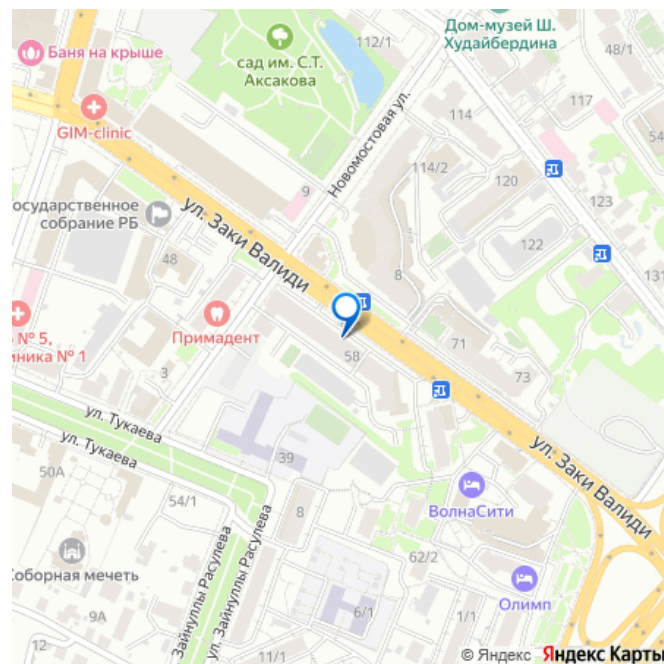 Дом-музей Ш.
Худайбердина
112/1
48/1
Баня на крыше
сад им. С.Т.
Аксакова
117
114
54
GIM-clinic
Новомостовая ул.
114/2
120
9
123
осударственное
собрание РБ
ул. Заки Валиди
122
48
8
131
№ 5,
иника № 1
Примадент
71
58
73
3
ул. Тукаева
ул. Тукаева
ул. Заки Валиди
50А
39
54/1
8
ВолнаСити
62/2
Соборная мечеть
Зайнуллы Расулева
ул. Зайнуллы Расулева
Олимп
9А
6/1
1/1
12
11/1
© Яндекс Яндекс Карты